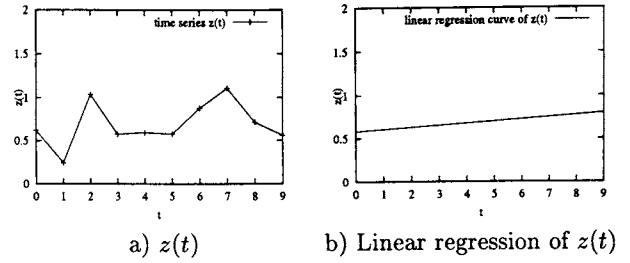 time series z(t)
2
1.5
1
0.5
0
z(t)
0 1 2 3 4 5 6 7 8 9
t
a) z(t)
linear regression curve of z(t)
2
1.5
1
0.5
0
z(t)
0 1 2 3 4 5 6 7 8 9
t
b) Linear regression of z(t)